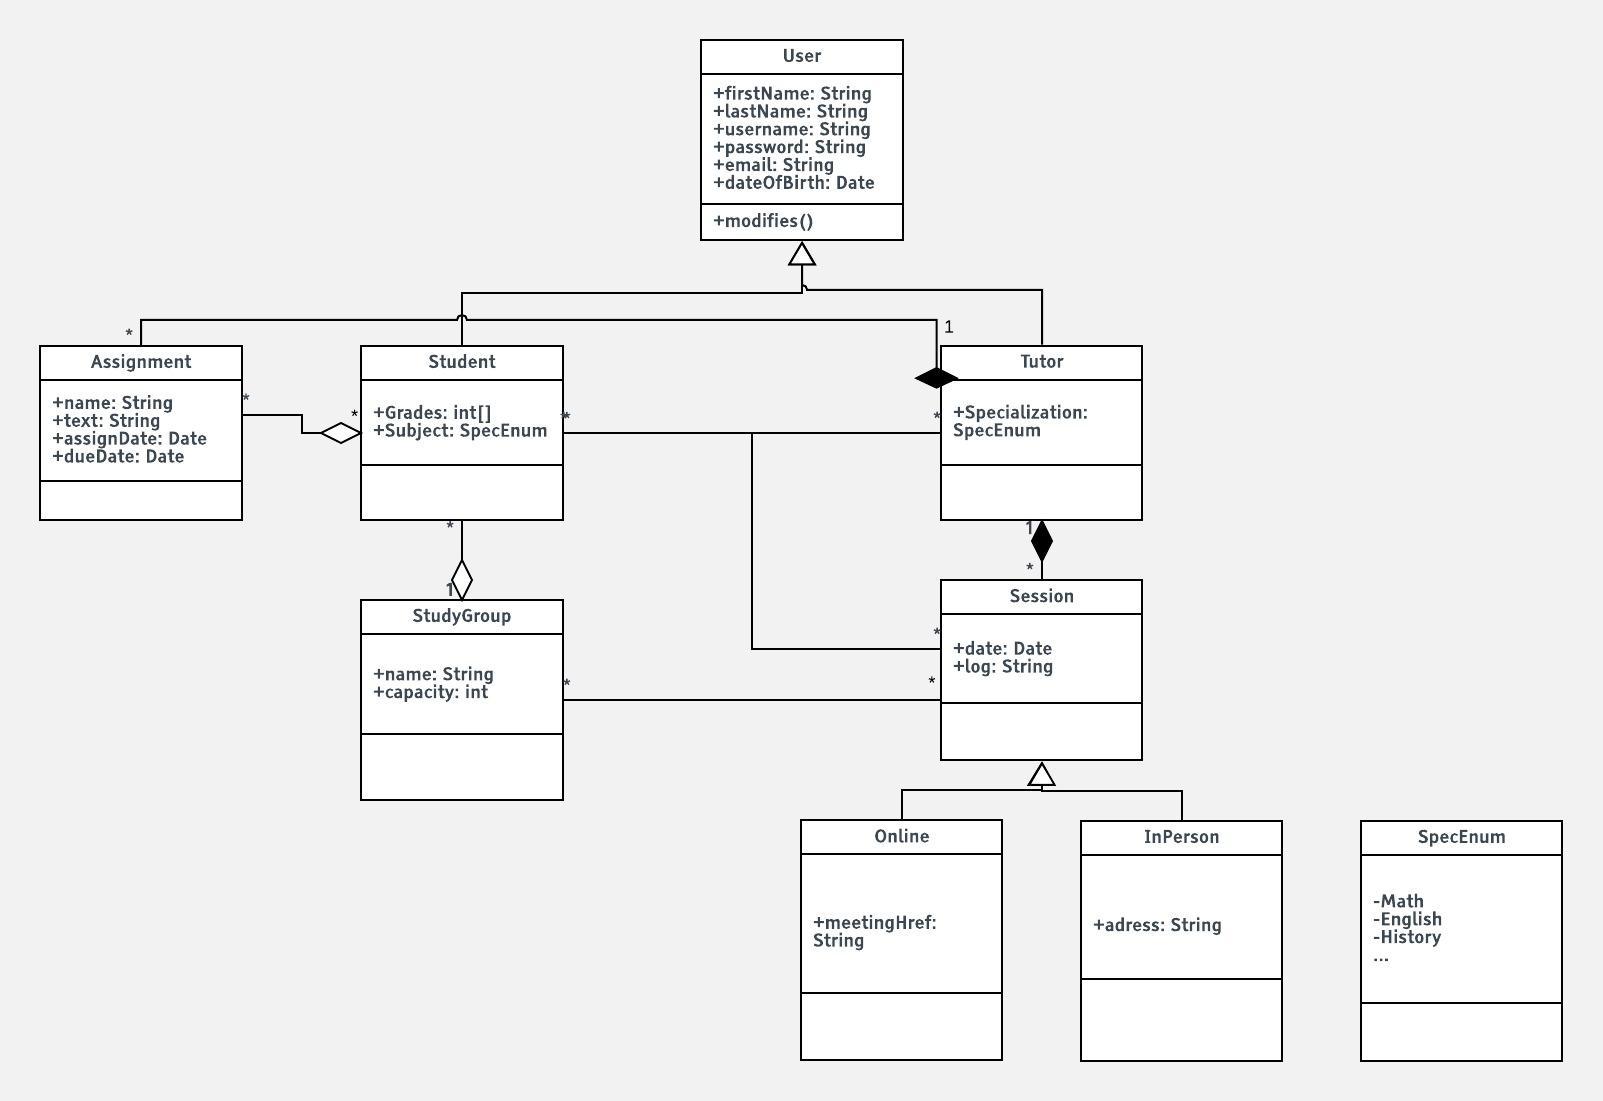 User
+firstName: String
+lastName: String
+username: String
+password: String
+email: String
+dateOfBirth: Date
+modifies()
*
1
Assignment
+name: String
+text: String
+assignDate: Date
+dueDate: Date
*
*
Student
+Grades: int[]
+Subject: SpecEnum
*
*
Tutor
+Specialization:
SpecEnum
*
1
StudyGroup
+name: String
+capacity: int
*
1
*
Session
+date: Date
+log: String
*
*
Online
+meetingHref:
String
InPerson
+adress: String
SpecEnum
-Math
-English
-History
...